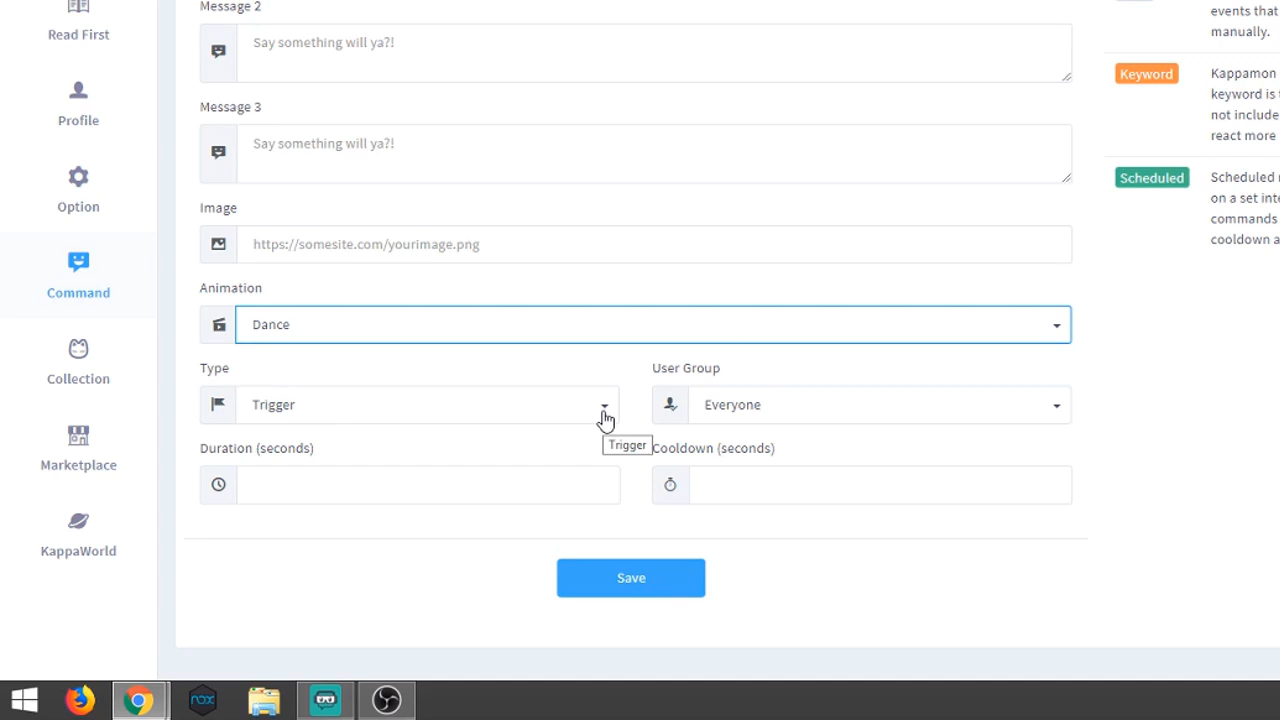 Message 2
Say something will ya?!
Message 3
Say something will ya?!
Image
https://somesite.com/yourimage.png
Animation
Dance
Type
User Group
Trigger
Everyone
Trigger
Duration (seconds)
Cooldown (seconds)
Save
Read First
Profile
Option
Command
Collection
Marketplace
KappaWorld
events that
manually.
Keyword
Kappamon
keyword is
not include
react more
Scheduled
Scheduled
on a set inte
commands
cooldown a
nox